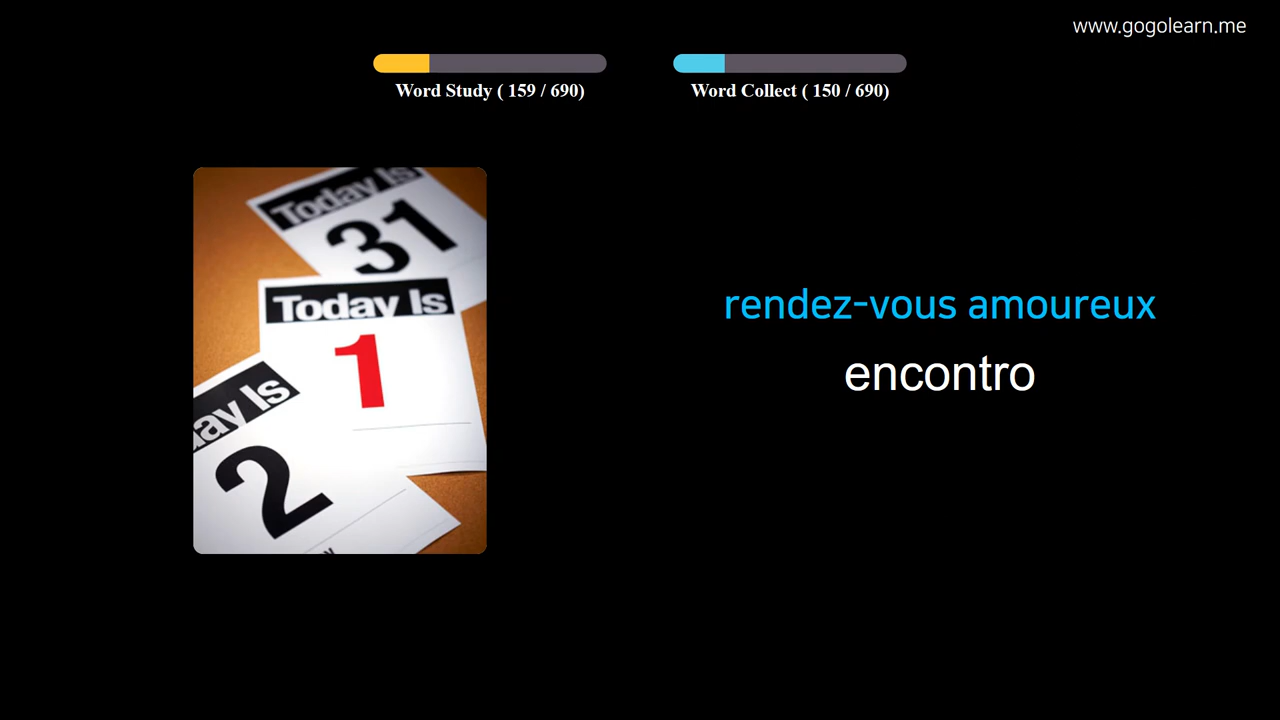 www.gogolearn.me
Word Study ( 159 / 690)
Word Collect ( 150 / 690)
Today Is
31
Today Is
1
ay Is
2
rendez-vous amoureux
encontro